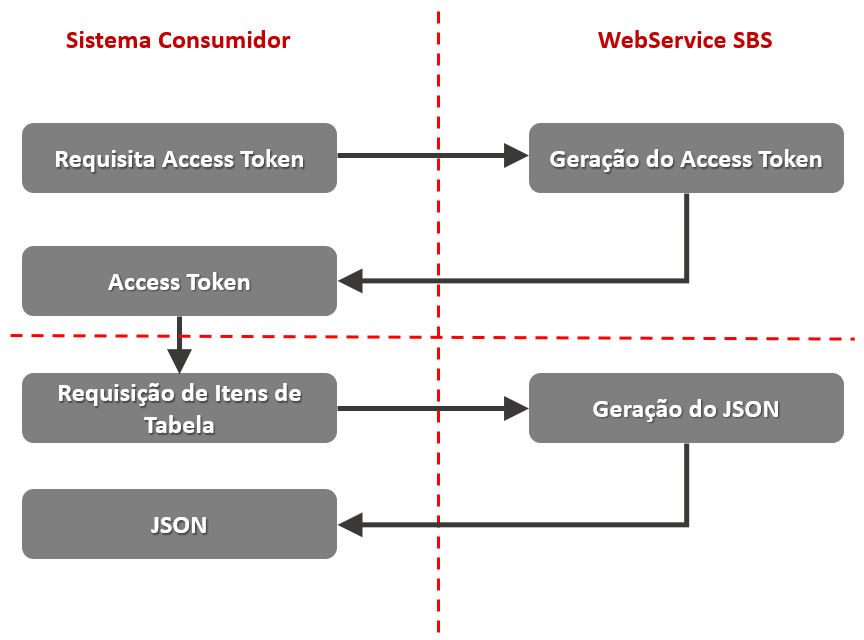 Sistema Consumidor
WebService SBS
Requisita Access Token
Geração do Access Token
Access Token
Requisição de Itens de
Tabela
Geração do JSON
JSON